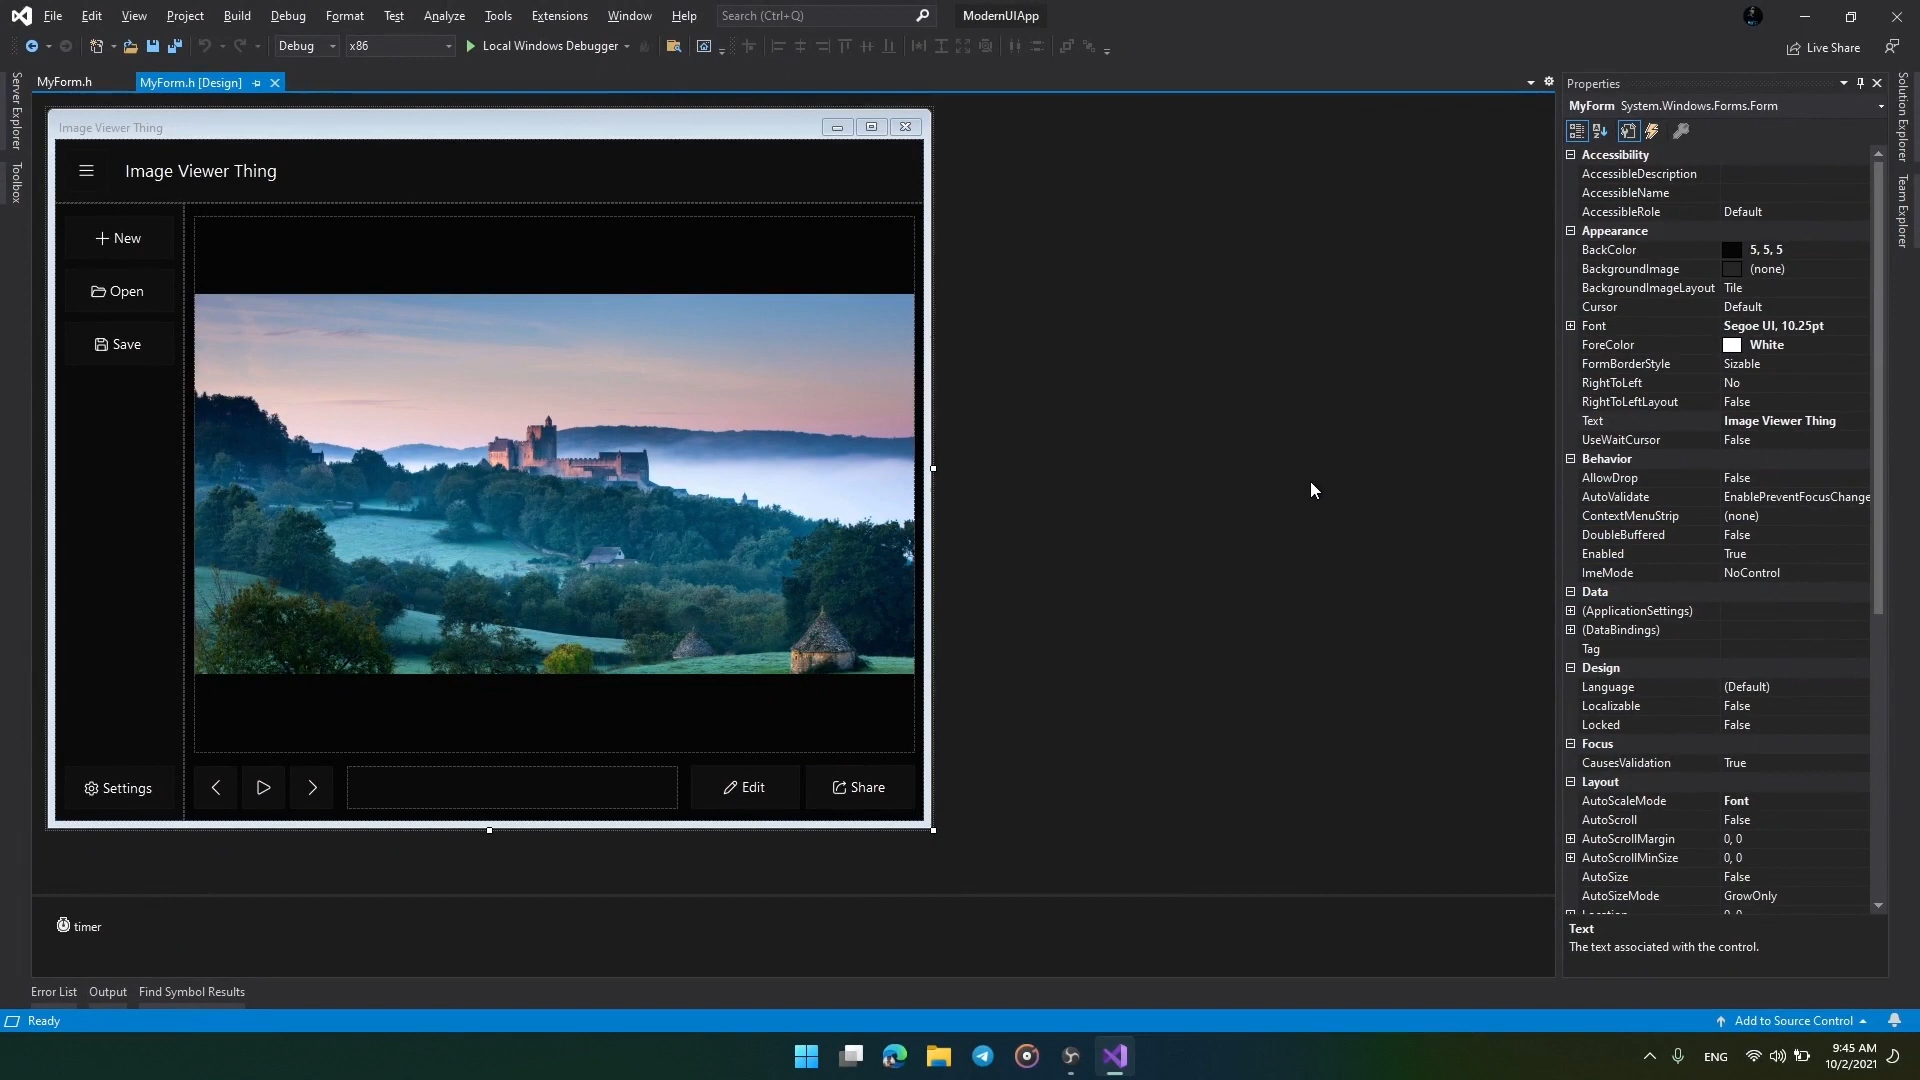 File Edit View Project Build Debug Format Test Analyze Tools Extensions Window Help Search (Ctrl+Q) ModernUIApp
Debug x86 Local Windows Debugger Live Share
MyForm.h MyForm.h [Design]
Server Explorer
Toolbox
Image Viewer Thing
Image Viewer Thing
New
Open
Save
Settings
Edit
Share
timer
Properties
MyForm System.Windows.Forms.Form
Accessibility
AccessibleDescription
AccessibleName
AccessibleRole Default
Appearance
BackColor 5, 5, 5
BackgroundImage (none)
BackgroundImageLayout Tile
Cursor Default
Font Segoe UI, 10.25pt
ForeColor White
FormBorderStyle Sizable
RightToLeft No
RightToLeftLayout False
Text Image Viewer Thing
UseWaitCursor False
Behavior
AllowDrop False
AutoValidate EnablePreventFocusChange
ContextMenuStrip (none)
DoubleBuffered False
Enabled True
ImeMode NoControl
Data
(ApplicationSettings)
(DataBindings)
Tag
Design
Language (Default)
Localizable False
Locked False
Focus
CausesValidation True
Layout
AutoScaleMode Font
AutoScroll False
AutoScrollMargin 0, 0
AutoScrollMinSize 0, 0
AutoSize False
AutoSizeMode GrowOnly
Location 0, 0
Text
The text associated with the control.
Solution Explorer
Team Explorer
Error List Output Find Symbol Results
Ready Add to Source Control
ENG 9:45 AM
10/2/2021